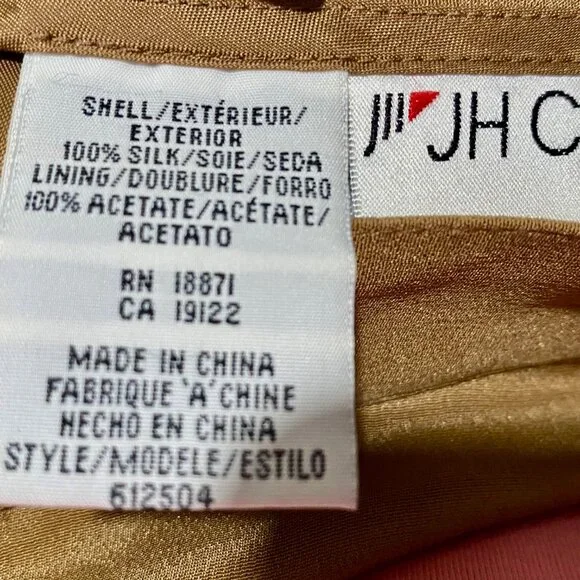 SHELL/EXTÉRIEUR/
EXTERIOR
100% SILK/SOIE/SEDA
LINING/DOUBLURE/FORRO
100% ACETATE/ACÉTATE/
ACETATO
RN 18871
CA 19122
MADE IN CHINA
FABRIQUE 'A' CHINE
HECHO EN CHINA
STYLE/MODELE/ESTILO
612504
JH C